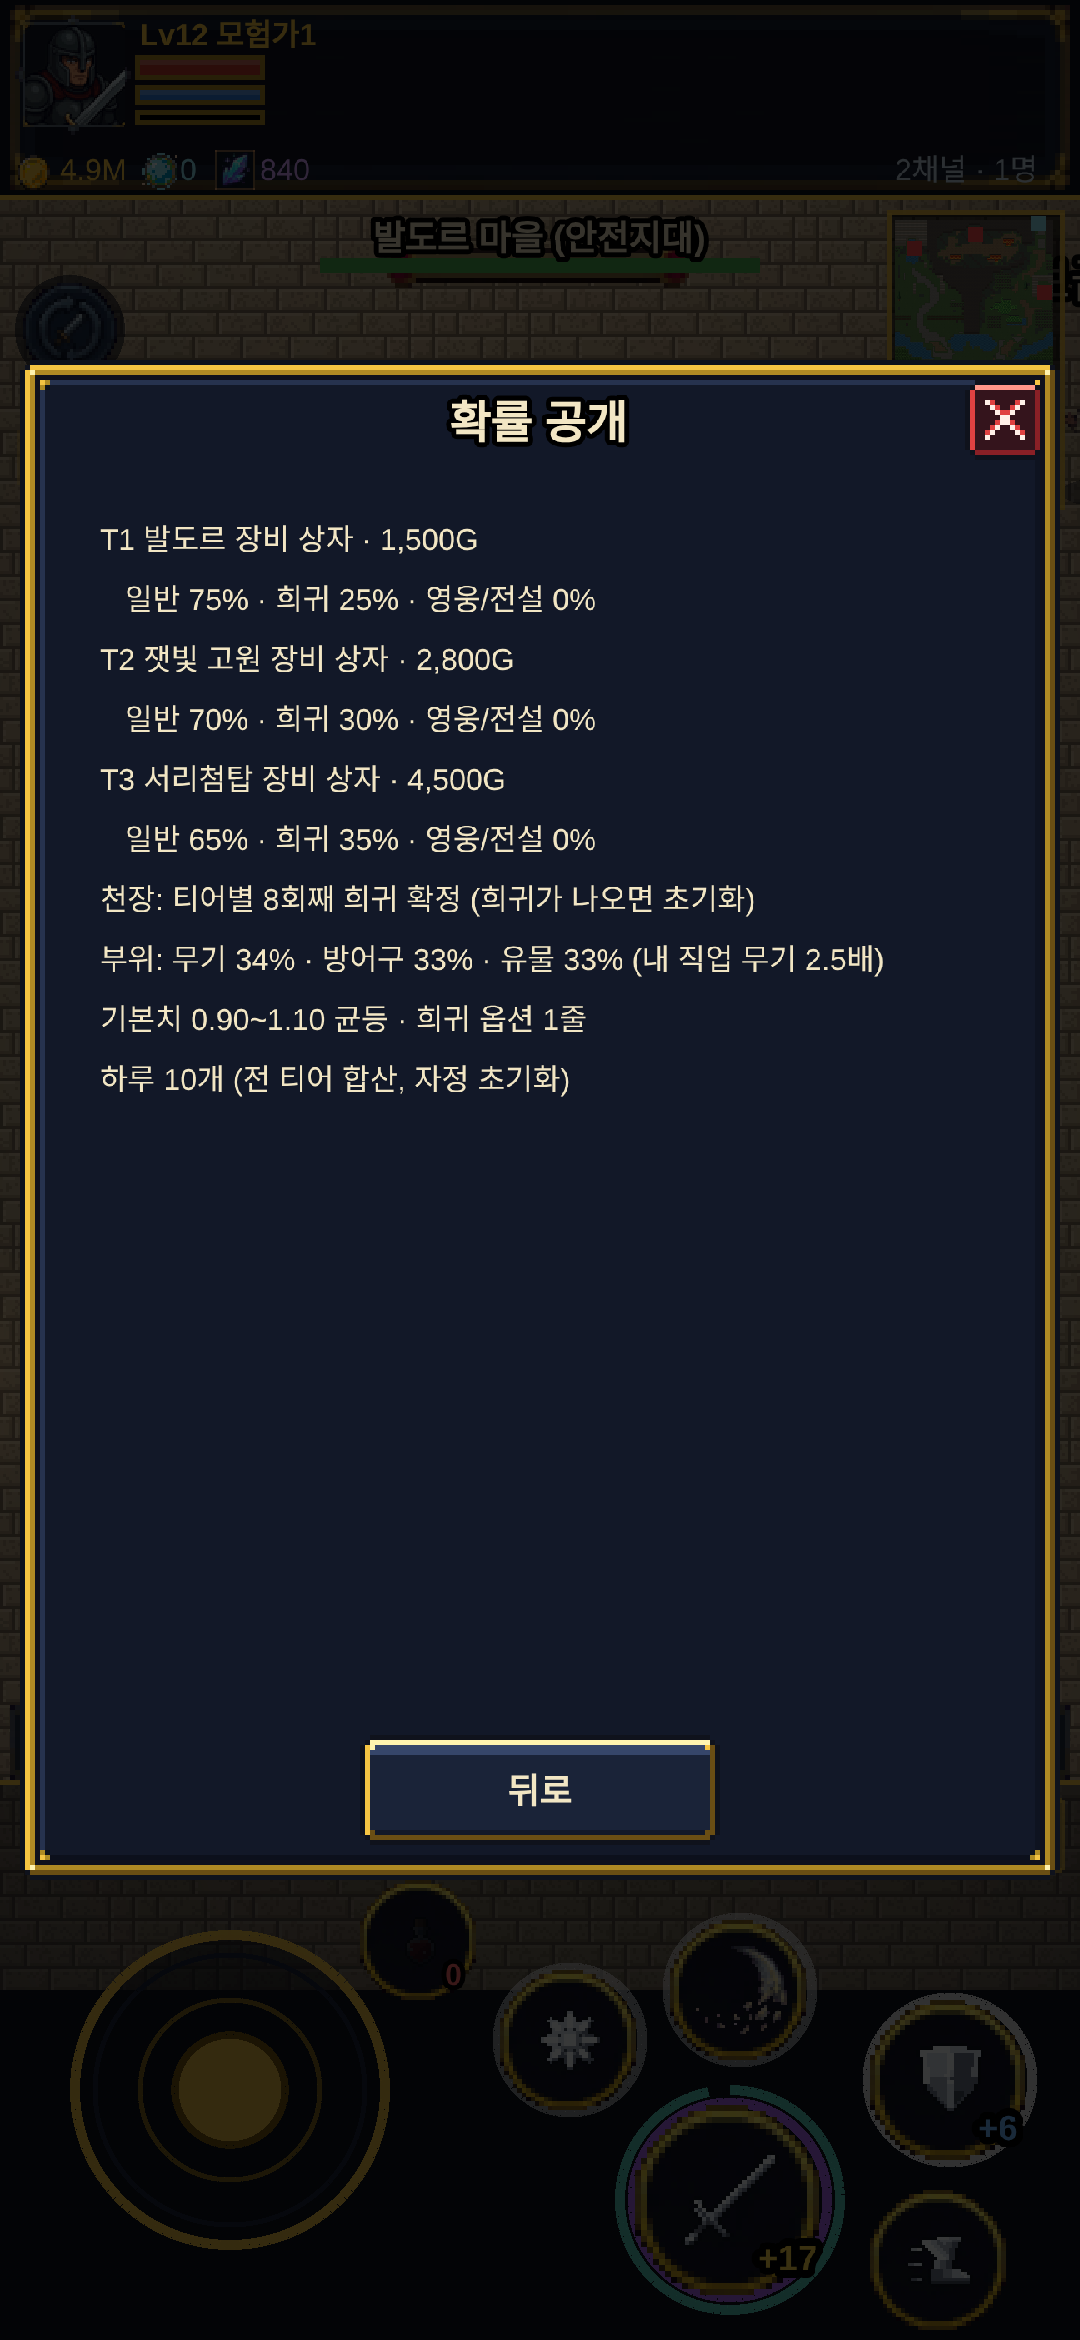 Lv12 모험가1
4.9M 0 840 2채널 · 1명
발도르 마을 (안전지대)
확률 공개
T1 발도르 장비 상자 · 1,500G
일반 75% · 희귀 25% · 영웅/전설 0%
T2 잿빛 고원 장비 상자 · 2,800G
일반 70% · 희귀 30% · 영웅/전설 0%
T3 서리첨탑 장비 상자 · 4,500G
일반 65% · 희귀 35% · 영웅/전설 0%
천장: 티어별 8회째 희귀 확정 (희귀가 나오면 초기화)
부위: 무기 34% · 방어구 33% · 유물 33% (내 직업 무기 2.5배)
기본치 0.90~1.10 균등 · 희귀 옵션 1줄
하루 10개 (전 티어 합산, 자정 초기화)
뒤로
0
+6
+17